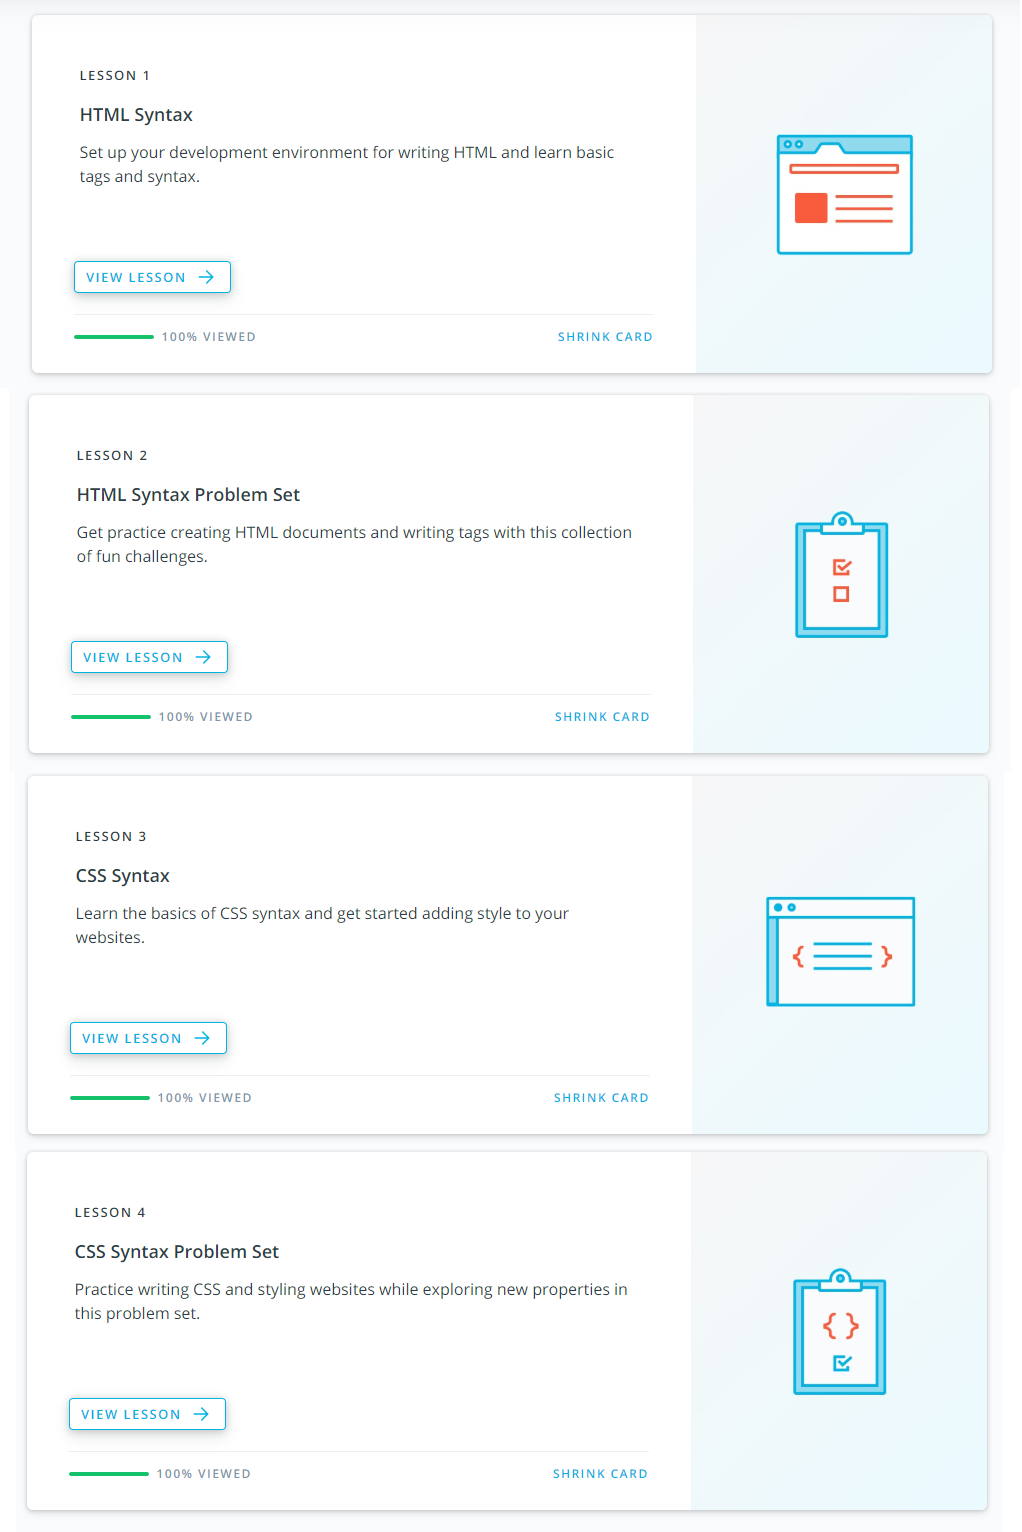 LESSON 1
HTML Syntax
Set up your development environment for writing HTML and learn basic
tags and syntax.
VIEW LESSON
100% VIEWED
SHRINK CARD
LESSON 2
HTML Syntax Problem Set
Get practice creating HTML documents and writing tags with this collection
of fun challenges.
VIEW LESSON
100% VIEWED
SHRINK CARD
LESSON 3
CSS Syntax
Learn the basics of CSS syntax and get started adding style to your
websites.
VIEW LESSON
100% VIEWED
SHRINK CARD
LESSON 4
CSS Syntax Problem Set
Practice writing CSS and styling websites while exploring new properties in
this problem set.
VIEW LESSON
100% VIEWED
SHRINK CARD